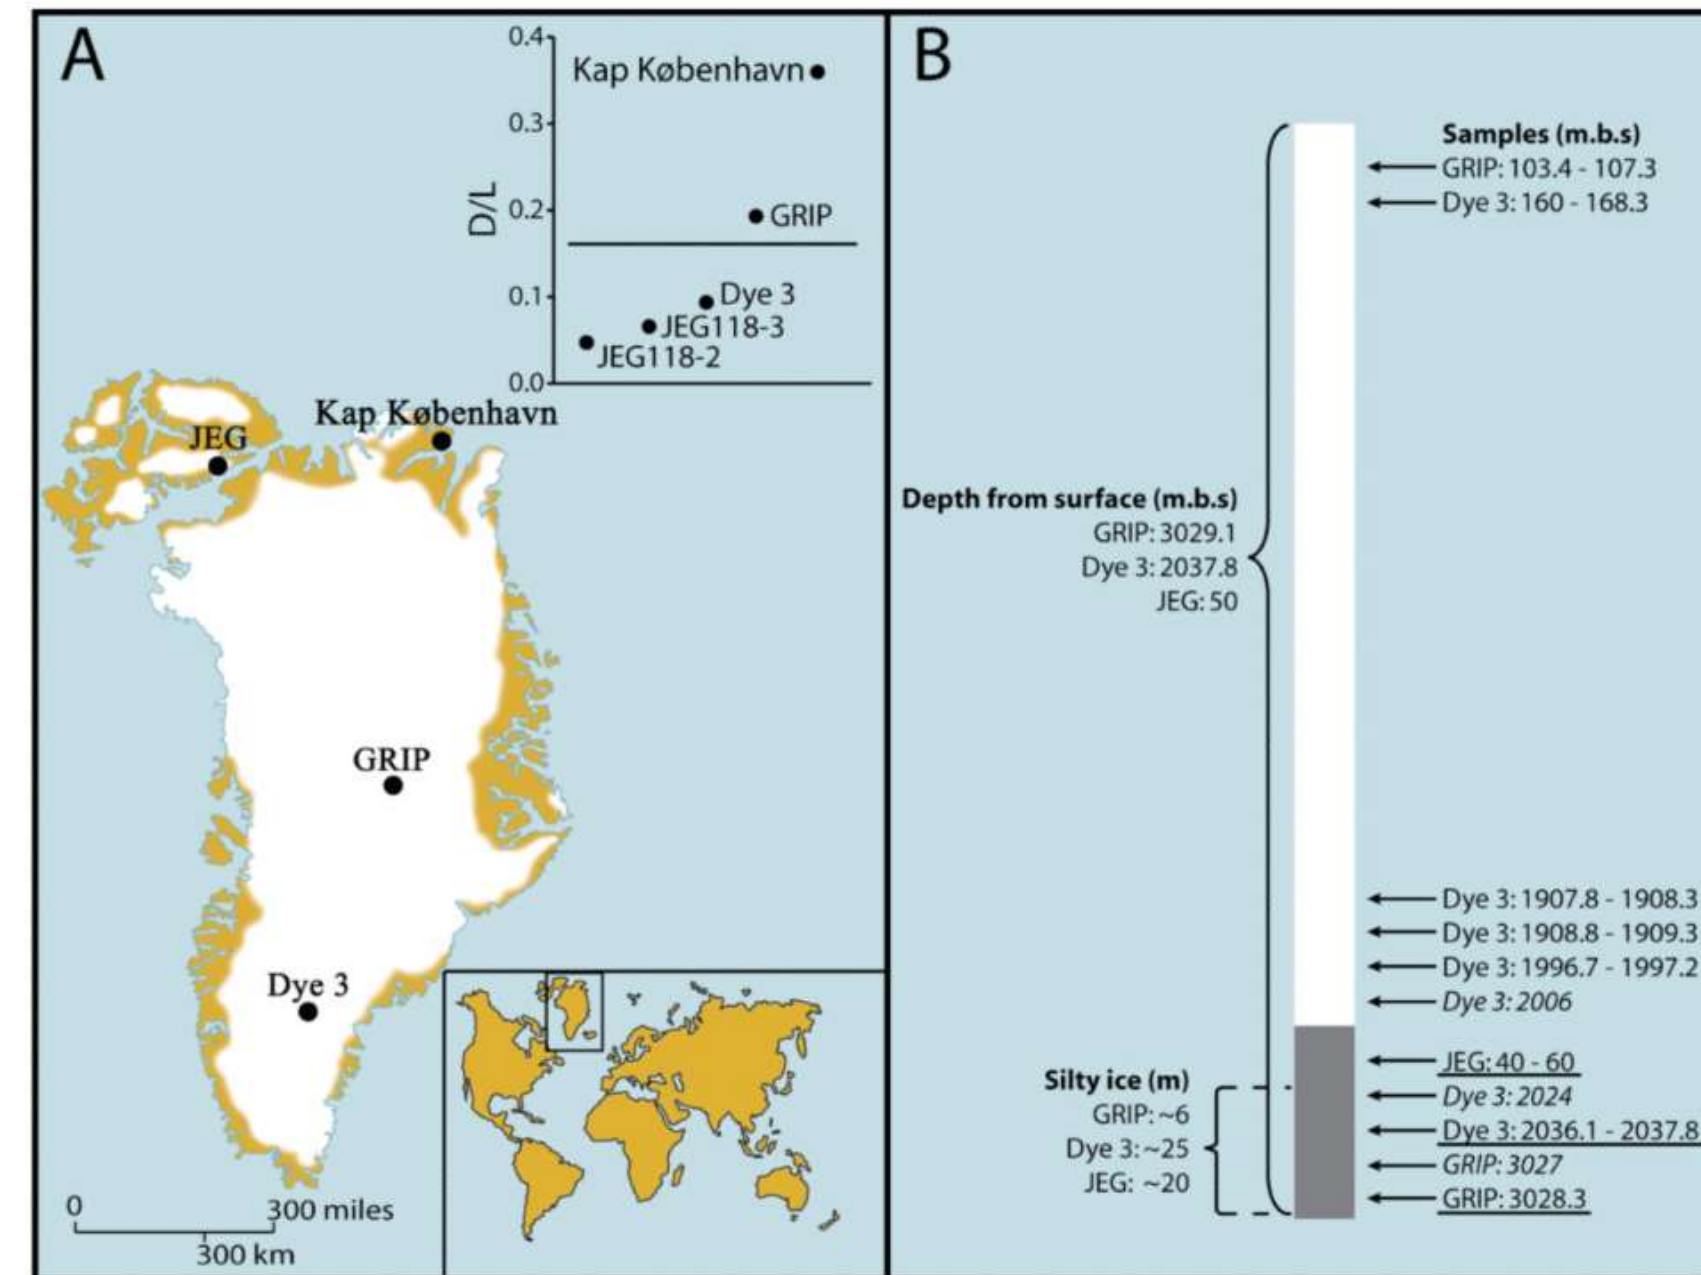 A
0.4
Kap København
0.3
D/L
0.2
GRIP
0.1
Dye 3
JEG118-3
JEG118-2
0.0
Kap København
JEG
GRIP
Dye 3
0
300 miles
300 km
B
Samples (m.b.s)
GRIP: 103.4 - 107.3
Dye 3: 160 - 168.3
Depth from surface (m.b.s)
GRIP: 3029.1
Dye 3: 2037.8
JEG: 50
Dye 3: 1907.8 - 1908.3
Dye 3: 1908.8 - 1909.3
Dye 3: 1996.7 - 1997.2
Dye 3: 2006
JEG: 40 - 60
Dye 3: 2024
Dye 3: 2036.1 - 2037.8
GRIP: 3027
GRIP: 3028.3
Silty ice (m)
GRIP: ~6
Dye 3: ~25
JEG: ~20